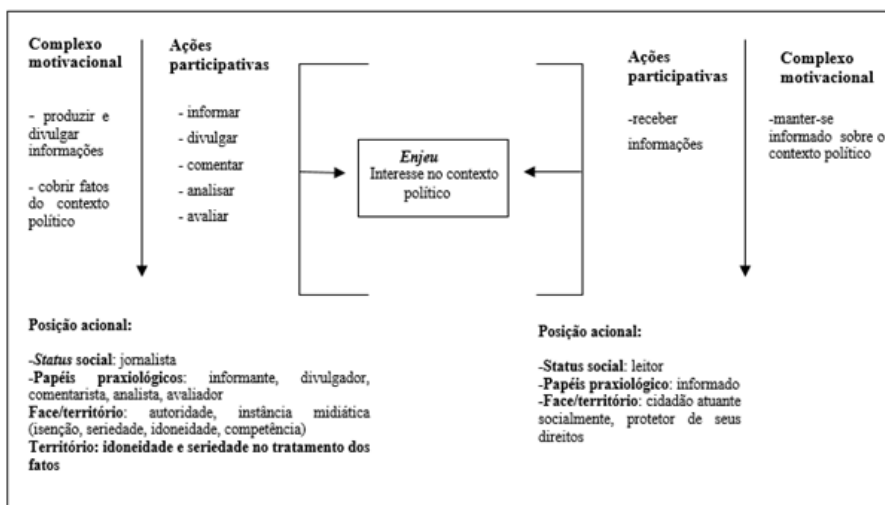 Complexo
motivacional
- produzir e
divulgar
informações
- cobrir fatos
do contexto
político
Ações
participativas
- informar
- divulgar
- comentar
- analisar
- avaliar
Enjeu
Interesse no contexto
político
Ações
participativas
-receber
informações
Complexo
motivacional
-manter-se
informado sobre o
contexto político
Posição acional:
-Status social: jornalista
-Papéis praxiológicos: informante, divulgador,
comentarista, analista, avaliador
Face/território: autoridade, instância midiática
(isenção, seriedade, idoneidade, competência)
Território: idoneidade e seriedade no tratamento dos
fatos
Posição acional:
-Status social: leitor
-Papéis praxiológico: informado
-Face/território: cidadão atuante
socialmente, protetor de seus
direitos